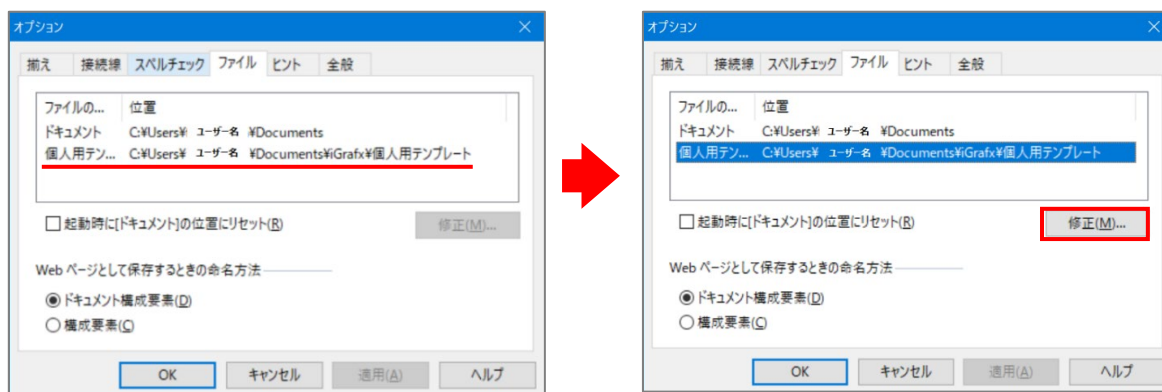 オプション
揃え 接続線 スペルチェック ファイル ヒント 全般
ファイルの... 位置
ドキュメント C:¥Users¥ ユーザー名 ¥Documents
個人用テン... C:¥Users¥ ユーザー名 ¥Documents¥iGrafx¥個人用テンプレート
起動時に[ドキュメント]の位置にリセット(R)
修正(M)...
Web ページとして保存するときの命名方法
ドキュメント構成要素(D)
構成要素(C)
OK キャンセル 適用(A) ヘルプ
オプション
揃え 接続線 スペルチェック ファイル ヒント 全般
ファイルの... 位置
ドキュメント C:¥Users¥ ユーザー名 ¥Documents
個人用テン... C:¥Users¥ ユーザー名 ¥Documents¥iGrafx¥個人用テンプレート
起動時に[ドキュメント]の位置にリセット(R)
修正(M)...
Web ページとして保存するときの命名方法
ドキュメント構成要素(D)
構成要素(C)
OK キャンセル 適用(A) ヘルプ